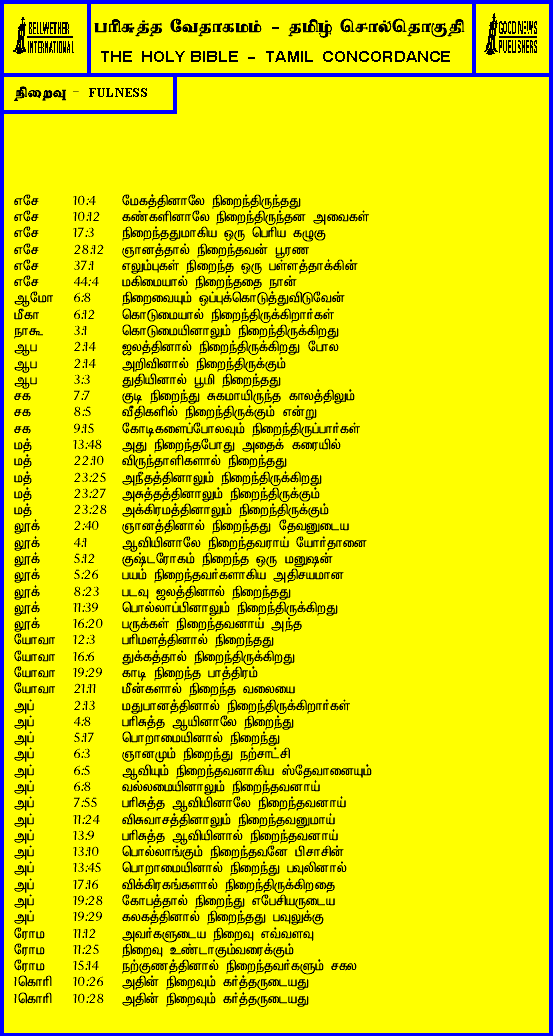 BELLWETHER
INTERNATIONAL
பரிசுத்த வேதாகமம் - தமிழ் சொல்தொகுதி
THE HOLY BIBLE - TAMIL CONCORDANCE
GOOD NEWS
PUBLISHERS
நிறைவு - FULNESS
எசே 10:4 மேகத்தினாலே நிறைந்திருந்தது
எசே 10:12 கண்களினாலே நிறைந்திருந்தன அவைகள்
எசே 17:3 நிறைந்ததுமாகிய ஒரு பெரிய கழுகு
எசே 28:12 ஞானத்தால் நிறைந்தவன் பூரண
எசே 37:1 எலும்புகள் நிறைந்த ஒரு பள்ளத்தாக்கின்
எசே 44:4 மகிமையால் நிறைந்ததை நான்
ஆமோ 6:8 நிறைவையும் ஒப்புக்கொடுத்துவிடுவேன்
மீகா 6:12 கொடுமையால் நிறைந்திருக்கிறார்கள்
நாகூ 3:1 கொடுமையினாலும் நிறைந்திருக்கிறது
ஆப 2:14 ஜலத்தினால் நிறைந்திருக்கிறது போல
ஆப 2:14 அறிவினால் நிறைந்திருக்கும்
ஆப 3:3 துதியினால் பூமி நிறைந்தது
சக 7:7 குடி நிறைந்து சுகமாயிருந்த காலத்திலும்
சக 8:5 வீதிகளில் நிறைந்திருக்கும் என்று
சக 9:15 கோடிகளைப்போலவும் நிறைந்திருப்பார்கள்
மத் 13:48 அது நிறைந்தபோது அதைக் கரையில்
மத் 22:10 விருந்தாளிகளால் நிறைந்தது
மத் 23:25 அநீதத்தினாலும் நிறைந்திருக்கிறது
மத் 23:27 அசுத்தத்தினாலும் நிறைந்திருக்கும்
மத் 23:28 அக்கிரமத்தினாலும் நிறைந்திருக்கும்
லூக் 2:40 ஞானத்தினால் நிறைந்தது தேவனுடைய
லூக் 4:1 ஆவியினாலே நிறைந்தவராய் யோர்தானை
லூக் 5:12 குஷ்டரோகம் நிறைந்த ஒரு மனுஷன்
லூக் 5:26 பயம் நிறைந்தவர்களாகிய அதிசயமான
லூக் 8:23 படவு ஜலத்தினால் நிறைந்தது
லூக் 11:39 பொல்லாப்பினாலும் நிறைந்திருக்கிறது
லூக் 16:20 பருக்கள் நிறைந்தவனாய் அந்த
யோவா 12:3 பரிமளத்தினால் நிறைந்தது
யோவா 16:6 துக்கத்தால் நிறைந்திருக்கிறது
யோவா 19:29 காடி நிறைந்த பாத்திரம்
யோவா 21:11 மீன்களால் நிறைந்த வலையை
அப் 2:13 மதுபானத்தினால் நிறைந்திருக்கிறார்கள்
அப் 4:8 பரிசுத்த ஆயினாலே நிறைந்து
அப் 5:17 பொறாமையினால் நிறைந்து
அப் 6:3 ஞானமும் நிறைந்து நற்சாட்சி
அப் 6:5 ஆவியும் நிறைந்தவனாகிய ஸ்தேவானையும்
அப் 6:8 வல்லமையினாலும் நிறைந்தவனாய்
அப் 7:55 பரிசுத்த ஆவியினாலே நிறைந்தவனாய்
அப் 11:24 விசுவாசத்தினாலும் நிறைந்தவனுமாய்
அப் 13:9 பரிசுத்த ஆவியினால் நிறைந்தவனாய்
அப் 13:10 பொல்லாங்கும் நிறைந்தவனே பிசாசின்
அப் 13:45 பொறாமையினால் நிறைந்து பவுலினால்
அப் 17:16 விக்கிரகங்களால் நிறைந்திருக்கிறதை
அப் 19:28 கோபத்தால் நிறைந்து எபேசியருடைய
அப் 19:29 கலகத்தினால் நிறைந்தது பவுலுக்கு
ரோம 11:12 அவர்களுடைய நிறைவு எவ்வளவு
ரோம 11:25 நிறைவு உண்டாகும்வரைக்கும்
ரோம 15:14 நற்குணத்தினால் நிறைந்தவர்களும் சகல
1கொரி 10:26 அதின் நிறைவும் கர்த்தருடையது
1கொரி 10:28 அதின் நிறைவும் கர்த்தருடையது